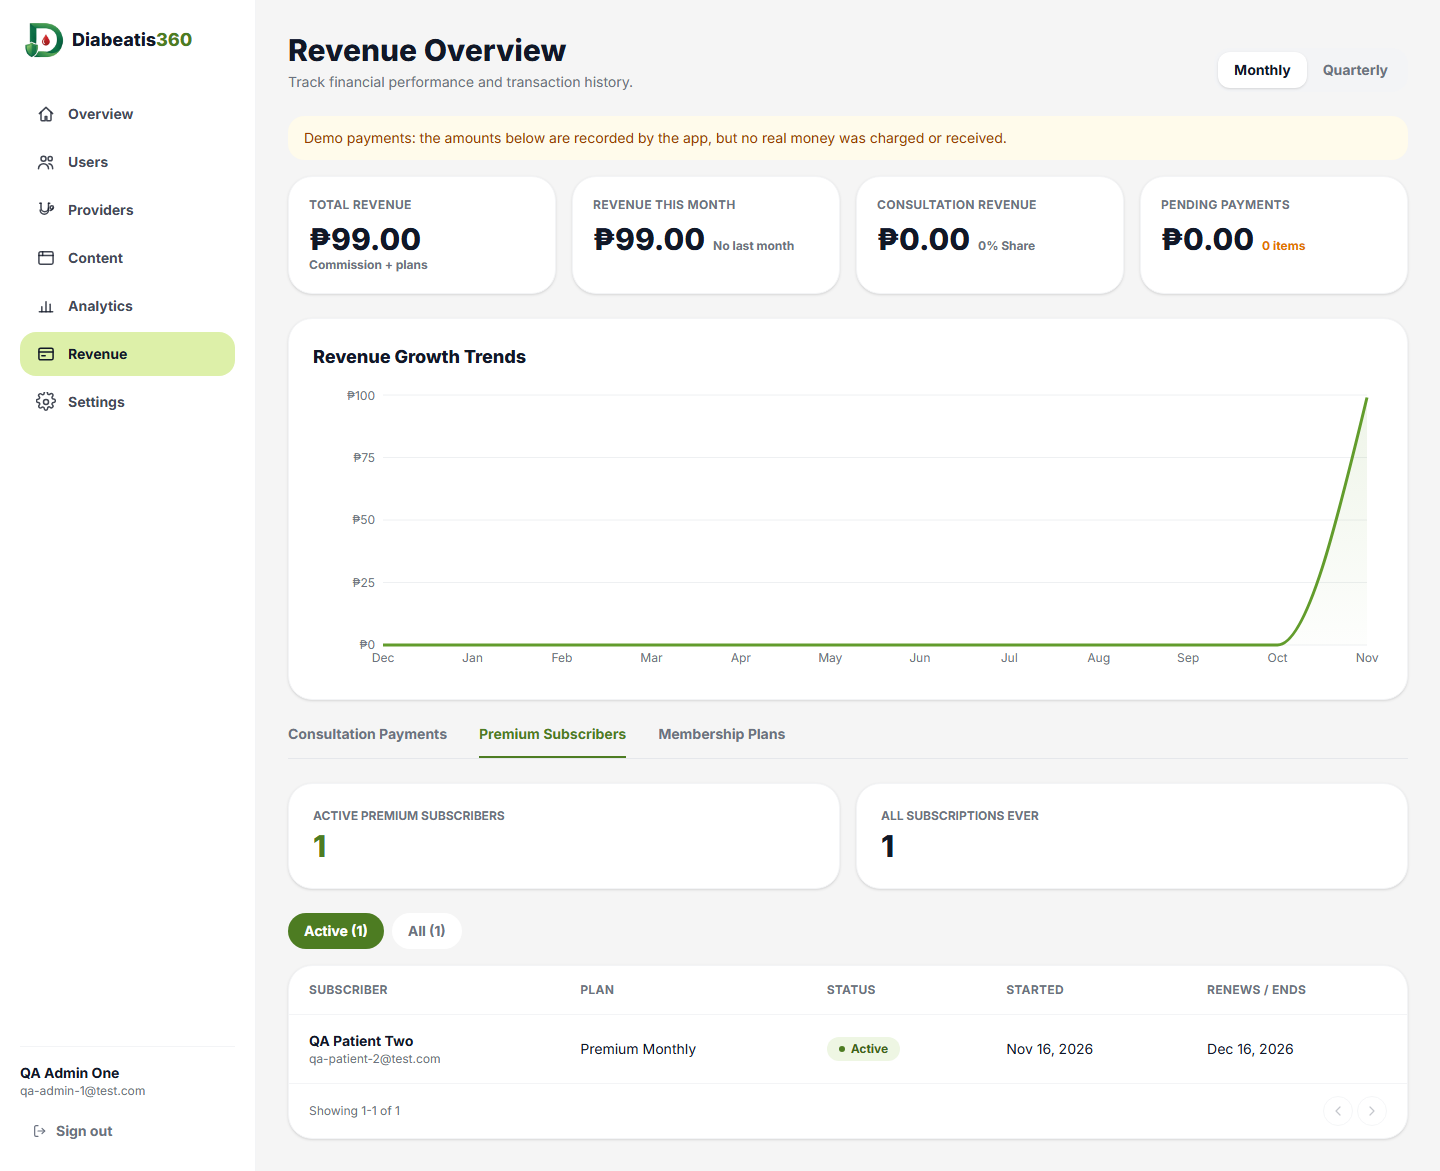 Diabeatis360
Overview
Users
Providers
Content
Analytics
Revenue
Settings
QA Admin One
qa-admin-1@test.com
Sign out
Revenue Overview
Track financial performance and transaction history.
Monthly
Quarterly
Demo payments: the amounts below are recorded by the app, but no real money was charged or received.
TOTAL REVENUE
₱99.00
Commission + plans
REVENUE THIS MONTH
₱99.00 No last month
CONSULTATION REVENUE
₱0.00 0% Share
PENDING PAYMENTS
₱0.00 0 items
Revenue Growth Trends
₱100
₱75
₱50
₱25
₱0
Dec Jan Feb Mar Apr May Jun Jul Aug Sep Oct Nov
Consultation Payments Premium Subscribers Membership Plans
ACTIVE PREMIUM SUBSCRIBERS
1
ALL SUBSCRIPTIONS EVER
1
Active (1) All (1)
SUBSCRIBER PLAN STATUS STARTED RENEWS / ENDS
QA Patient Two
qa-patient-2@test.com
Premium Monthly Active Nov 16, 2026 Dec 16, 2026
Showing 1-1 of 1